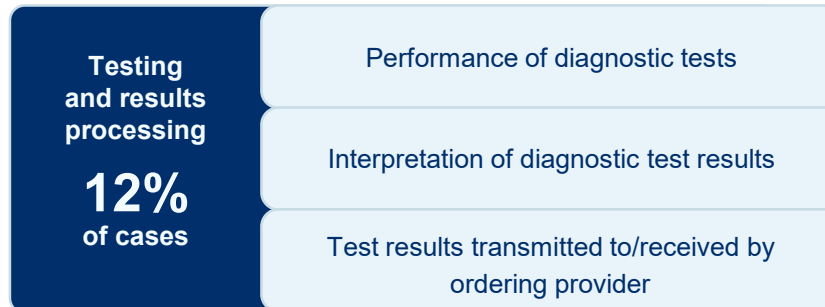 Testing
and results
processing
12%
of cases
Performance of diagnostic tests
Interpretation of diagnostic test results
Test results transmitted to/received by
ordering provider